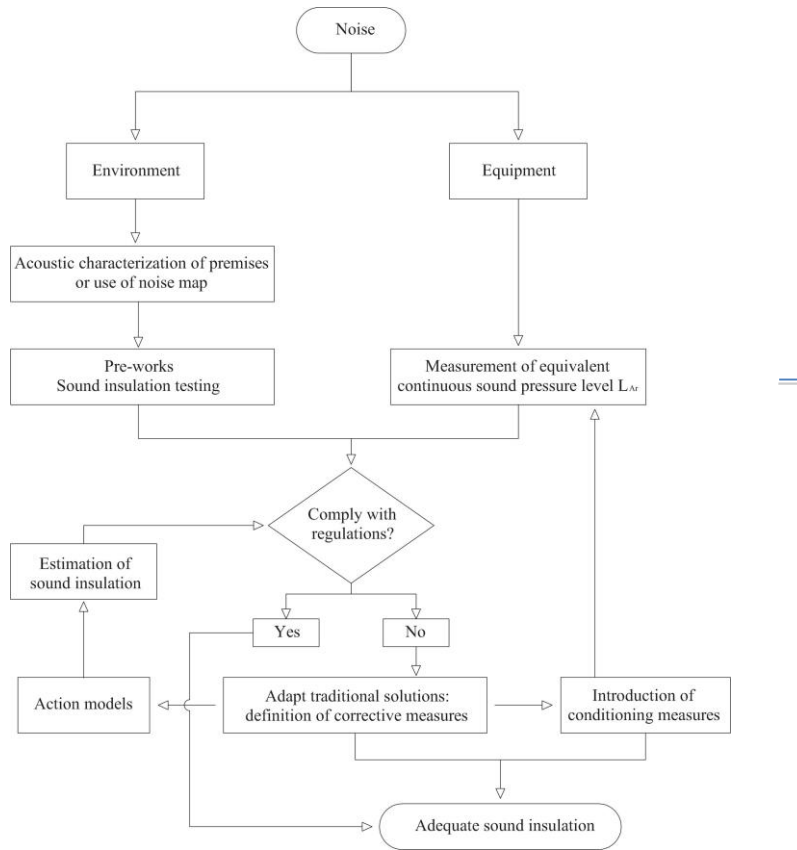 Noise
Environment
Equipment
Acoustic characterization of premises
or use of noise map
Pre-works
Sound insulation testing
Measurement of equivalent
continuous sound pressure level LAr
Comply with
regulations?
Estimation of
sound insulation
Yes
No
Action models
Adapt traditional solutions:
definition of corrective measures
Introduction of
conditioning measures
Adequate sound insulation